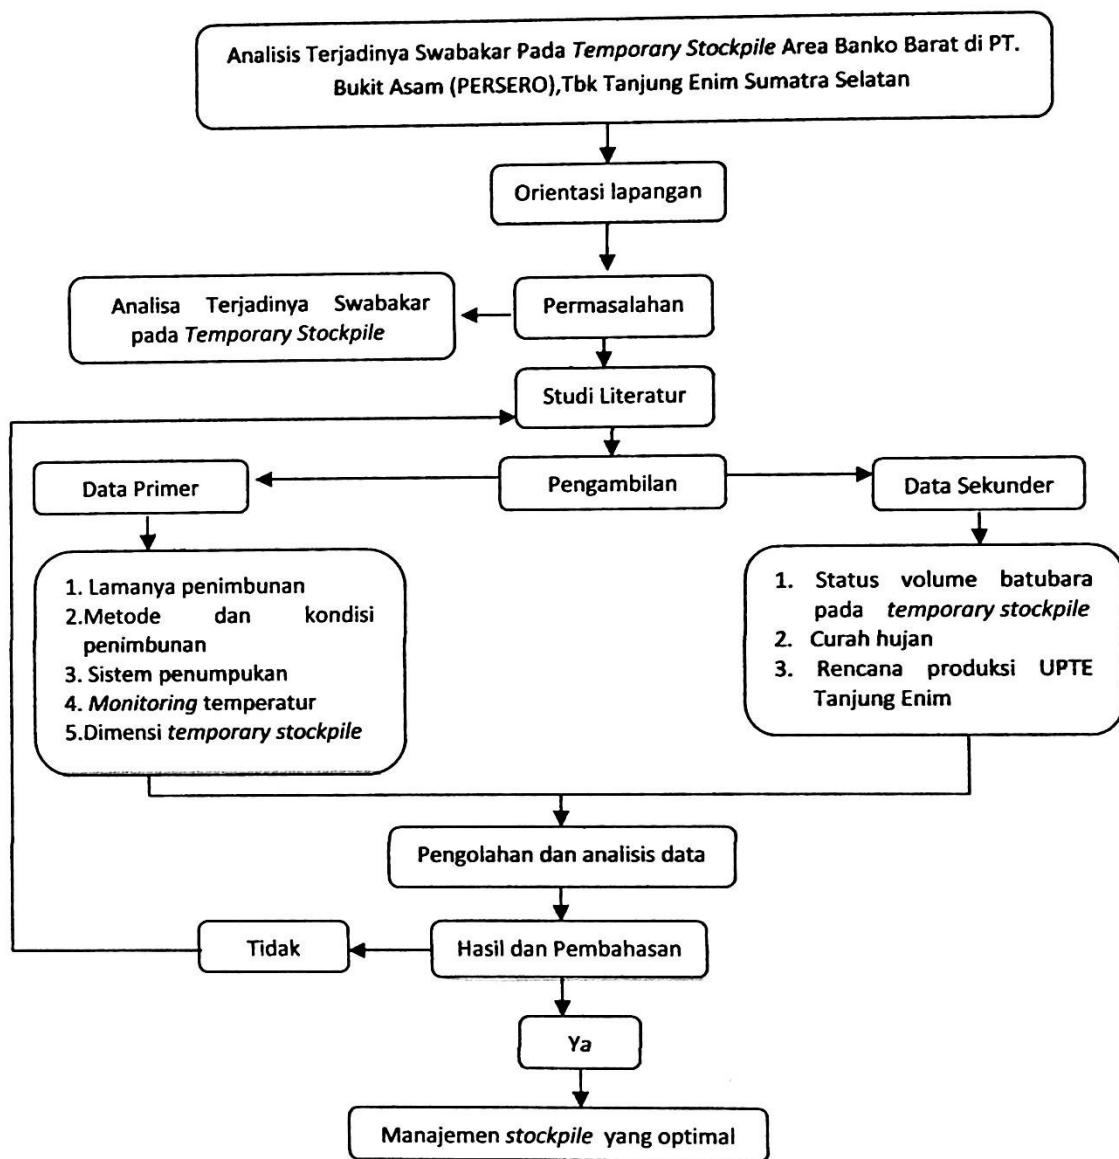 Analisis Terjadinya Swabakar Pada Temporary Stockpile Area Banko Barat di PT.
Bukit Asam (PERSERO),Tbk Tanjung Enim Sumatra Selatan
Orientasi lapangan
Permasalahan
Analisa Terjadinya Swabakar
pada Temporary Stockpile
Studi Literatur
Pengambilan
Data Primer
Data Sekunder
1. Lamanya penimbunan
2.Metode dan kondisi
penimbunan
3. Sistem penumpukan
4. Monitoring temperatur
5.Dimensi temporary stockpile
1. Status volume batubara
pada temporary stockpile
2. Curah hujan
3. Rencana produksi UPTE
Tanjung Enim
Pengolahan dan analisis data
Hasil dan Pembahasan
Tidak
Ya
Manajemen stockpile yang optimal